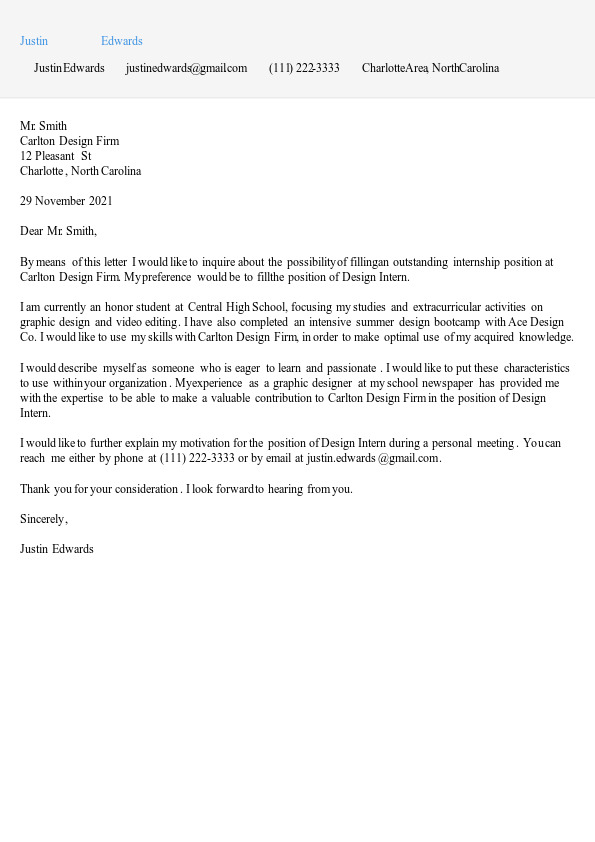 Justin Edwards
Justin Edwards justinedwards@gmail.com (111) 222-3333 Charlotte Area, North Carolina
Mr. Smith
Carlton Design Firm
12 Pleasant St
Charlotte, North Carolina
29 November 2021
Dear Mr. Smith,
By means of this letter I would like to inquire about the possibility of filling an outstanding internship position at
Carlton Design Firm. My preference would be to fill the position of Design Intern.
I am currently an honor student at Central High School, focusing my studies and extracurricular activities on
graphic design and video editing. I have also completed an intensive summer design bootcamp with Ace Design
Co. I would like to use my skills with Carlton Design Firm, in order to make optimal use of my acquired knowledge.
I would describe myself as someone who is eager to learn and passionate. I would like to put these characteristics
to use within your organization. My experience as a graphic designer at my school newspaper has provided me
with the expertise to be able to make a valuable contribution to Carlton Design Firm in the position of Design
Intern.
I would like to further explain my motivation for the position of Design Intern during a personal meeting. You can
reach me either by phone at (111) 222-3333 or by email at justin.edwards@gmail.com.
Thank you for your consideration. I look forward to hearing from you.
Sincerely,
Justin Edwards